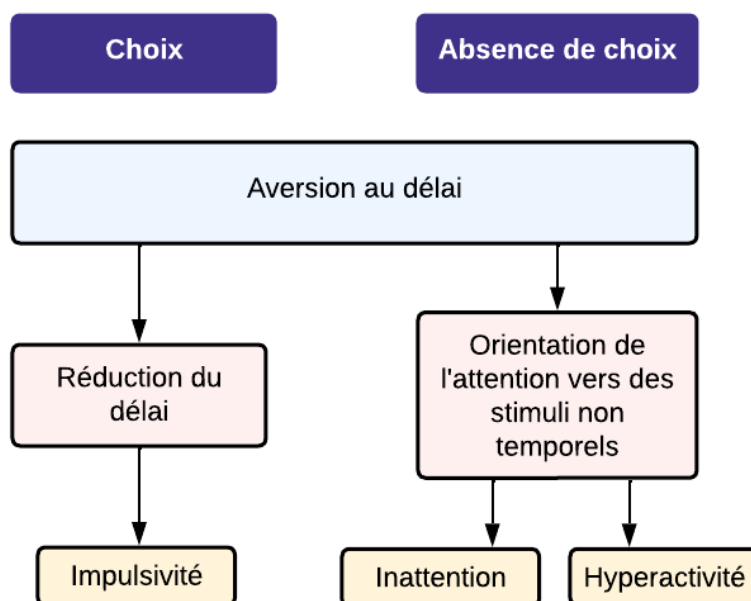 Choix
Absence de choix
Aversion au délai
Réduction du
délai
Orientation de
l'attention vers des
stimuli non
temporels
Impulsivité
Inattention
Hyperactivité